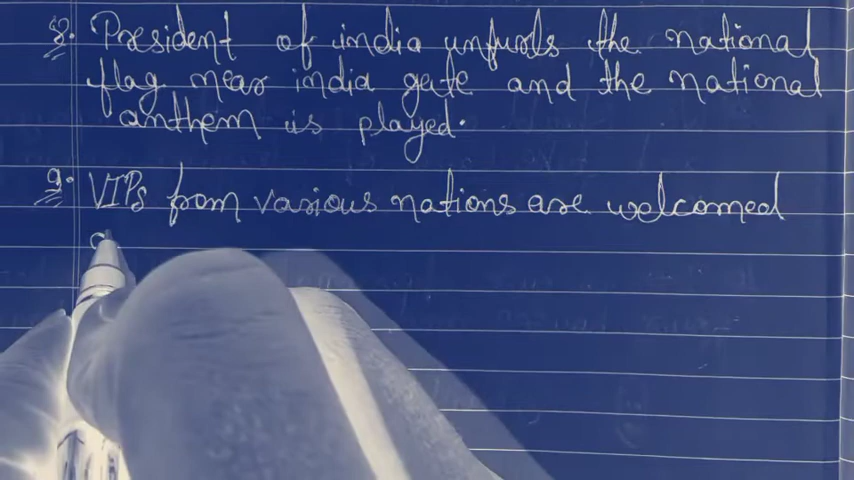 8. President of india unfurls the national
flag near india gate and the national
anthem is played.
9. VIPs from various nations are welcomed